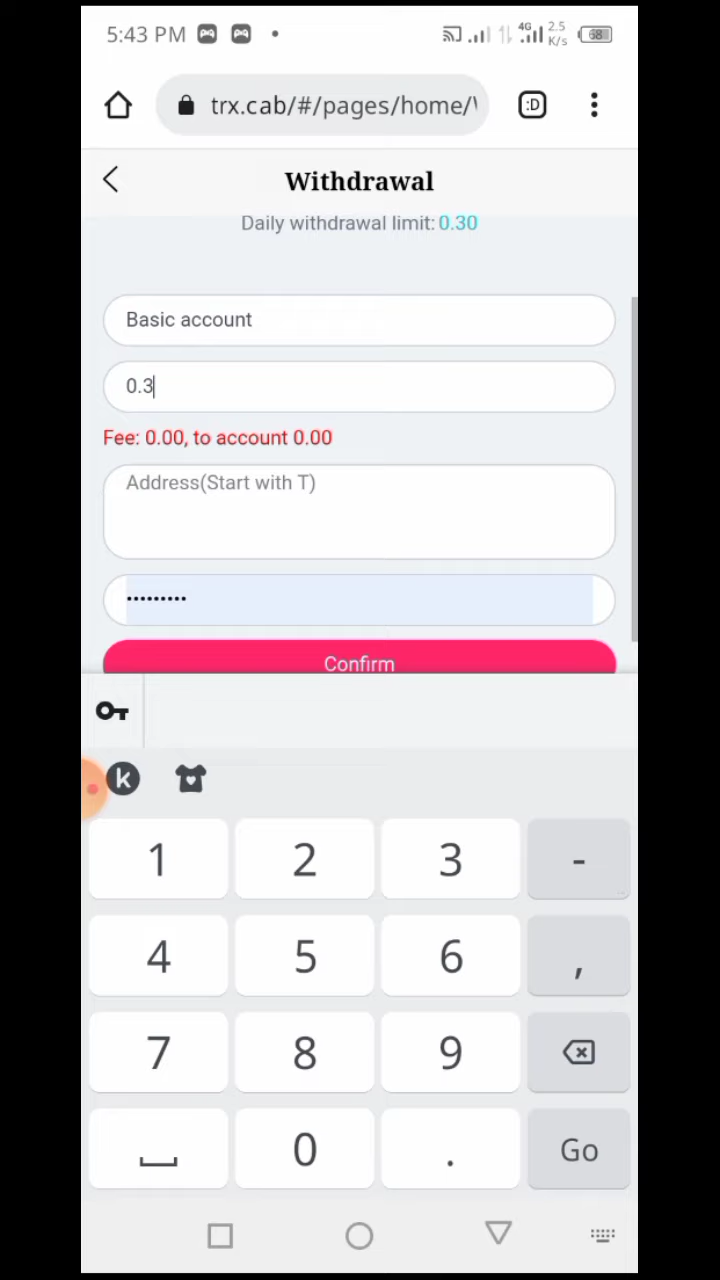 5:43 PM
4G 2.5 K/s 68
trx.cab/#/pages/home/\
:D
Withdrawal
Daily withdrawal limit: 0.30
Basic account
0.3
Fee: 0.00, to account 0.00
Address(Start with T)
•••••••••
Confirm
k
1 2 3 -
4 5 6 ,
7 8 9
0 . Go